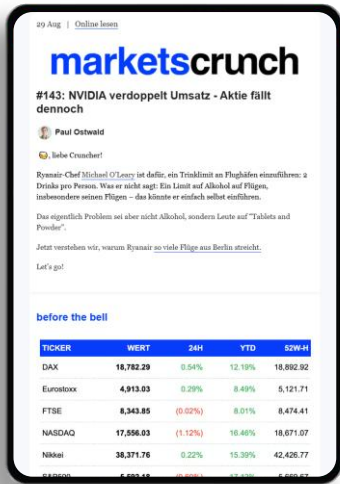 29 Aug | Online lesen
marketscrunch
#143: NVIDIA verdoppelt Umsatz - Aktie fällt
dennoch
Paul Ostwald
, liebe Cruncher!
Ryanair-Chef Michael O'Leary ist dafür, ein Trinklimit an Flughäfen einzuführen: 2
Drinks pro Person. Was er nicht sagt: Ein Limit auf Alkohol auf Flügen,
insbesondere seinen Flügen – das könnte er einfach selbst einführen.
Das eigentlich Problem sei aber nicht Alkohol, sondern Leute auf "Tablets and
Powder".
Jetzt verstehen wir, warum Ryanair so viele Flüge aus Berlin streicht.
Let's go!
before the bell
TICKER WERT 24H YTD 52W-H
DAX 18,782.29 0.54% 12.19% 18,892.92
Eurostoxx 4,913.03 0.29% 8.49% 5,121.71
FTSE 8,343.85 (0.02%) 8.01% 8,474.41
NASDAQ 17,556.03 (1.12%) 16.46% 18,671.07
Nikkei 38,371.76 0.22% 15.39% 42,426.77